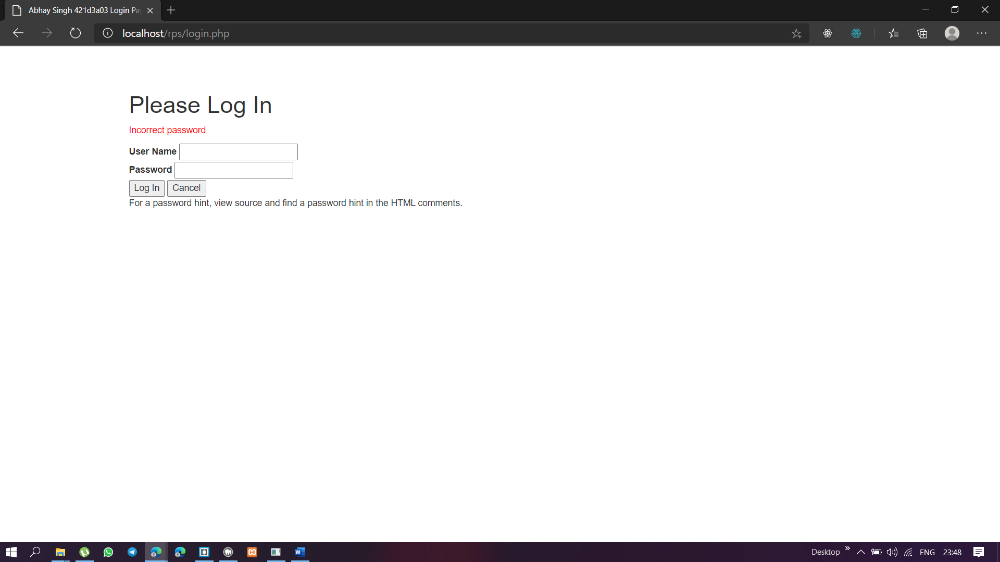 Abhay Singh 421d3a03 Login Pa
localhost/rps/login.php
Please Log In
Incorrect password
User Name
Password
Log In Cancel
For a password hint, view source and find a password hint in the HTML comments.
Desktop ENG 23:48